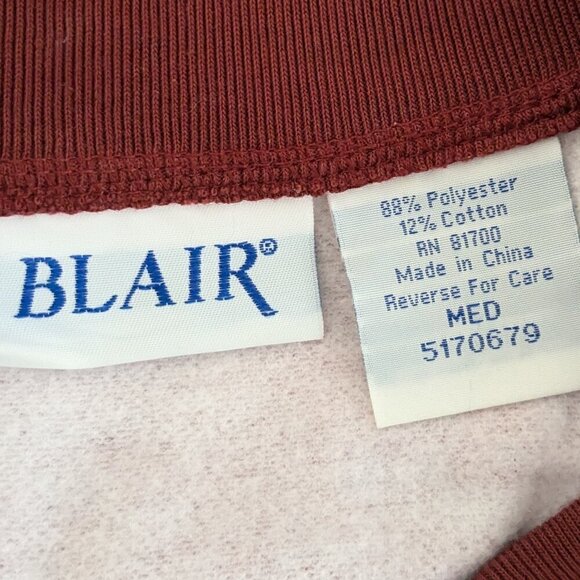 BLAIR®
88% Polyester
12% Cotton
RN 81700
Made in China
Reverse For Care
MED
5170679